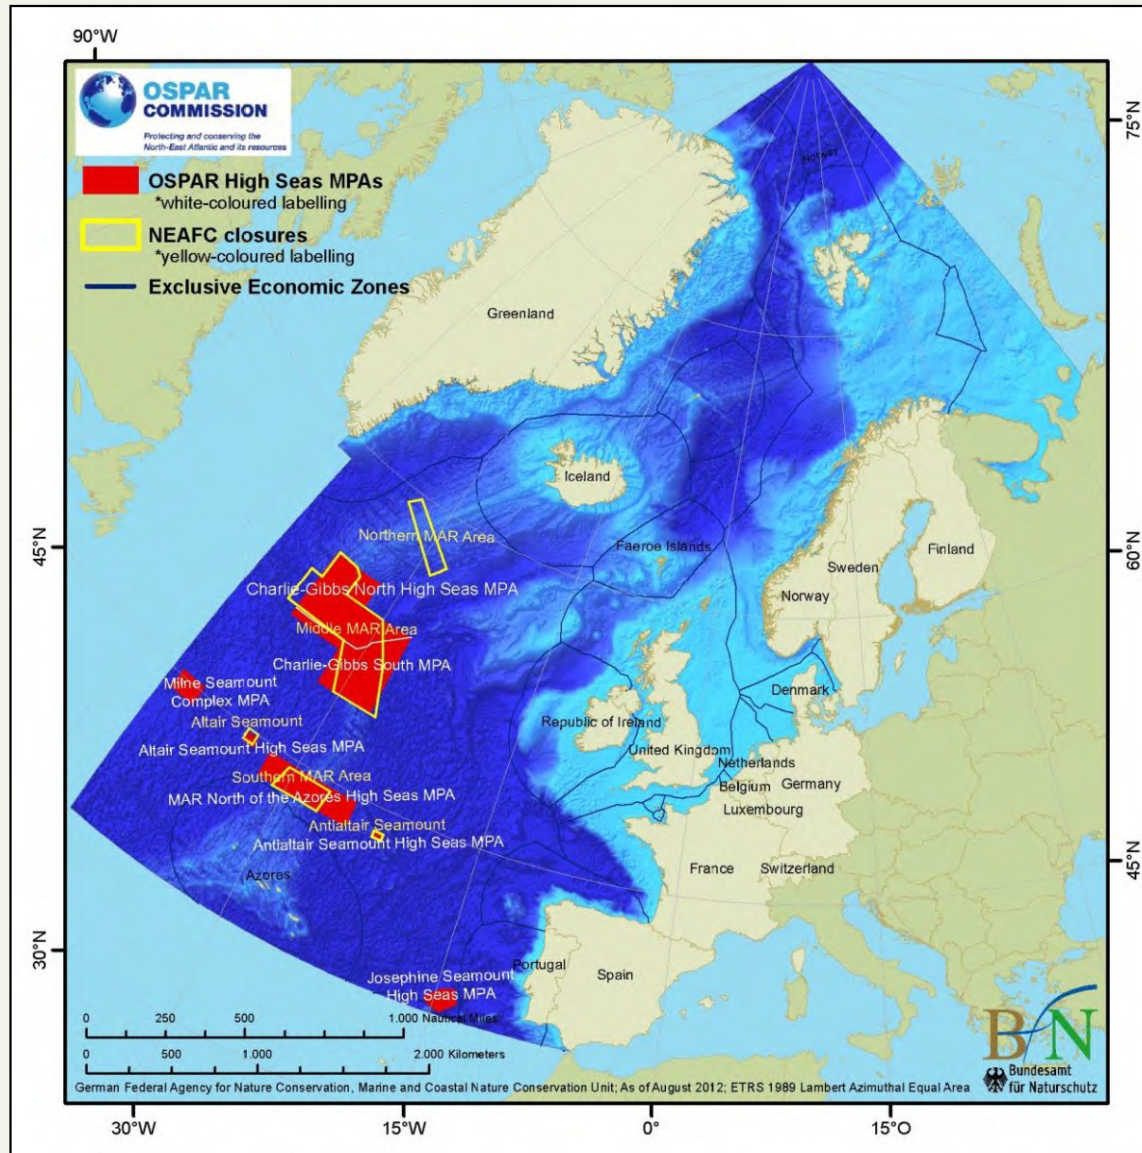 90°W
OSPAR
COMMISSION
Protecting and conserving the
North-East Atlantic and its resources
OSPAR High Seas MPAs
*white-coloured labelling
NEAFC closures
*yellow-coloured labelling
Exclusive Economic Zones
75°N
Norway
Greenland
Iceland
45°N
Northern MAR Area
Faeroe Islands
60°N
Finland
Sweden
Norway
Charlie-Gibbs North High Seas MPA
Middle MAR Area
Charlie-Gibbs South MPA
Milne Seamount
Complex MPA
Denmark
Altair Seamount
Republic of Ireland
Altair Seamount High Seas MPA
United Kingdom
Netherlands
Southern MAR Area
Belgium
Germany
MAR North of the Azores High Seas MPA
Luxembourg
Antialtair Seamount
Antialtair Seamount High Seas MPA
45°N
France
Switzerland
Azores
30°N
Portugal
Spain
Josephine Seamount
High Seas MPA
0 250 500 1.000 Nautical Miles
0 500 1.000 2.000 Kilometers
BfN
Bundesamt
für Naturschutz
German Federal Agency for Nature Conservation, Marine and Coastal Nature Conservation Unit; As of August 2012; ETRS 1989 Lambert Azimuthal Equal Area
30°W
15°W
0°
15°O